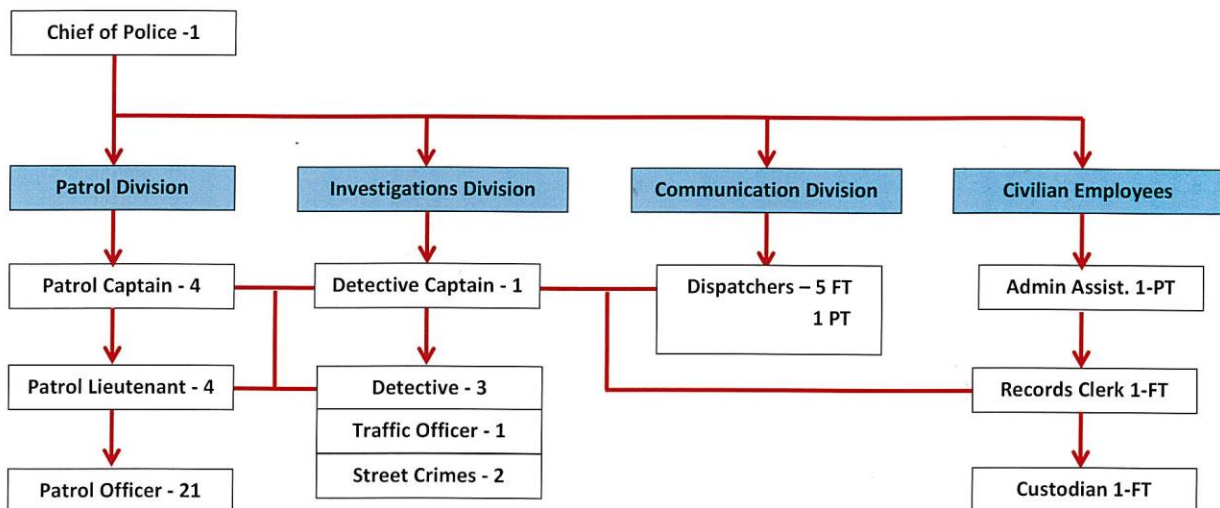 Chief of Police -1
Patrol Division
Investigations Division
Communication Division
Civilian Employees
Patrol Captain - 4
Detective Captain - 1
Dispatchers – 5 FT
1 PT
Admin Assist. 1-PT
Patrol Lieutenant - 4
Detective - 3
Records Clerk 1-FT
Traffic Officer - 1
Street Crimes - 2
Patrol Officer - 21
Custodian 1-FT